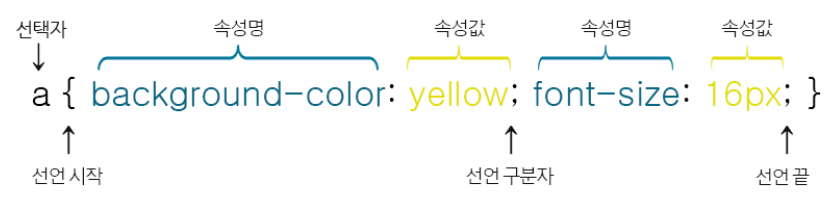 선택자 속성명 속성값 속성명 속성값
a { background-color: yellow; font-size: 16px; }
선언 시작 선언 구분자 선언 끝